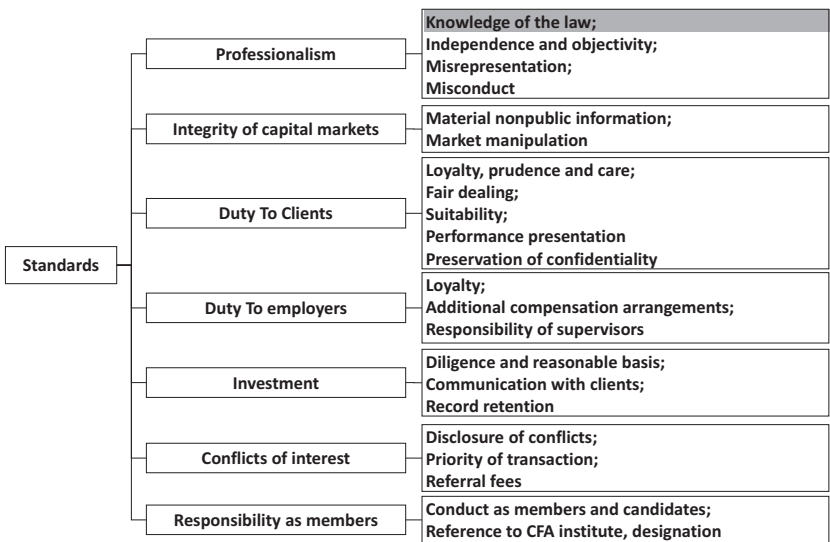 Standards
Professionalism
Knowledge of the law;
Independence and objectivity;
Misrepresentation;
Misconduct
Integrity of capital markets
Material nonpublic information;
Market manipulation
Duty To Clients
Loyalty, prudence and care;
Fair dealing;
Suitability;
Performance presentation
Preservation of confidentiality
Duty To employers
Loyalty;
Additional compensation arrangements;
Responsibility of supervisors
Investment
Diligence and reasonable basis;
Communication with clients;
Record retention
Conflicts of interest
Disclosure of conflicts;
Priority of transaction;
Referral fees
Responsibility as members
Conduct as members and candidates;
Reference to CFA institute, designation